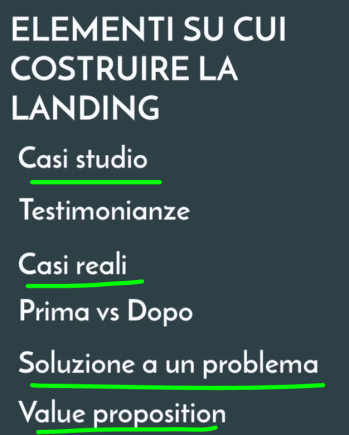 ELEMENTI SU CUI
COSTRUIRE LA
LANDING
Casi studio
Testimonianze
Casi reali
Prima vs Dopo
Soluzione a un problema
Value proposition